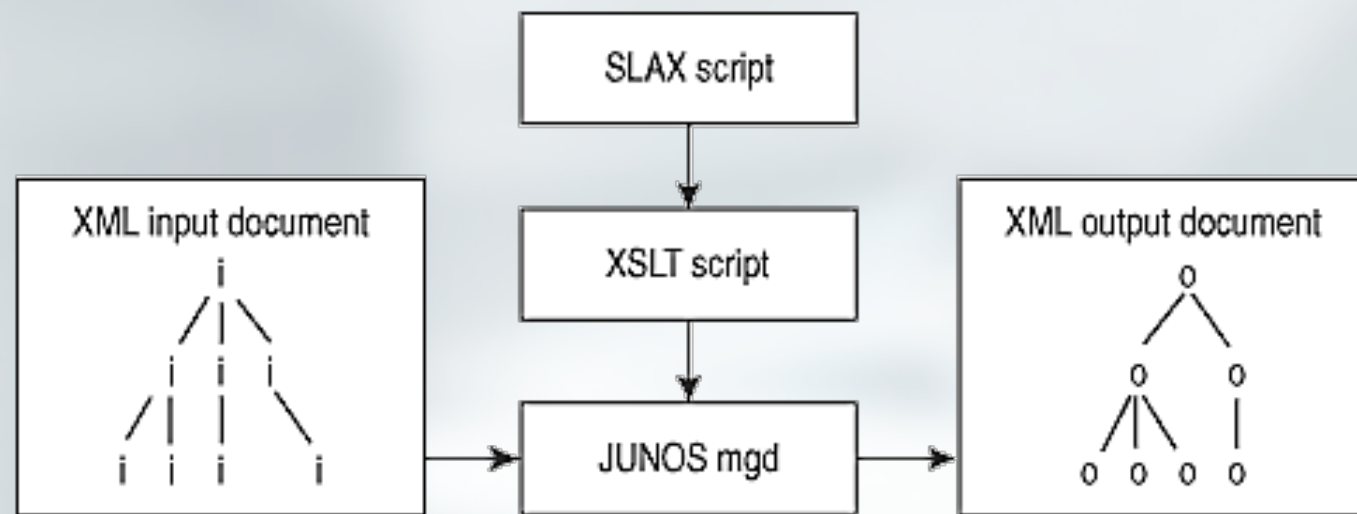 SLAX script
XML input document
i
i i i
i i i i
XSLT script
JUNOS mgd
XML output document
o
o o
o o o o